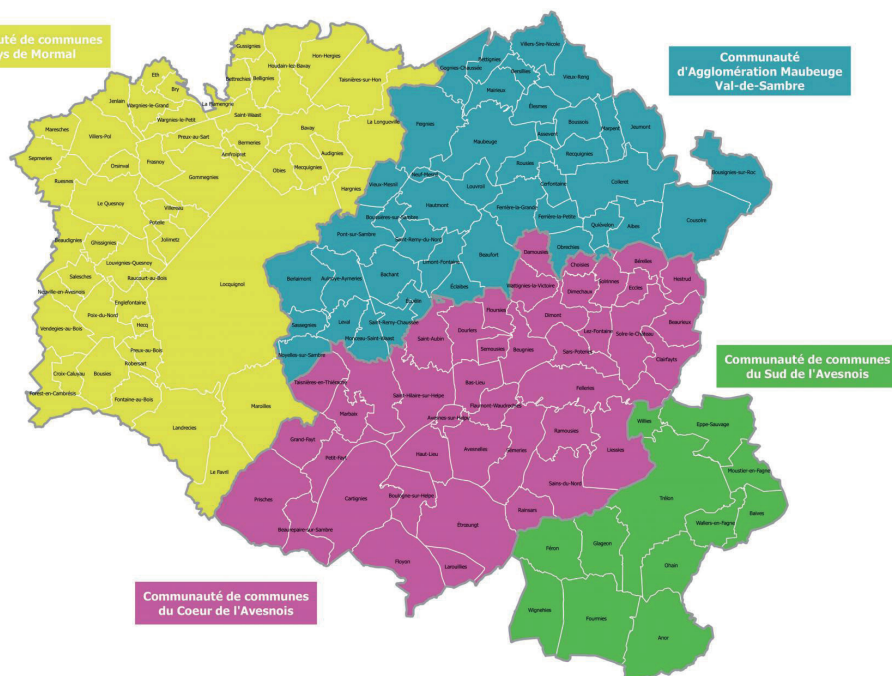 uté de communes
ys de Mormal
Communauté
d'Agglomération Maubeuge
Val-de-Sambre
Communauté de communes
du Sud de l'Avesnois
Communauté de communes
du Coeur de l'Avesnois
Gussignies
Hon-Hergies
Houdain-lez-Bavay
Bettrechies
Bellignies
Taisnières-sur-Hon
Eth
Bry
Jenlain
Wargnies-le-Grand
La Flamengrie
Wargnies-le-Petit
Saint-Waast
La Longueville
Maresches
Villers-Pol
Preux-au-Sart
Bavay
Sepmeries
Orsinval
Frasnoy
Amfroipret
Bermeries
Audignies
Obies
Mecquignies
Ruesnes
Gommegnies
Hargnies
Le Quesnoy
Villereau
Potelle
Jolimetz
Beaudignies
Ghissignies
Louvignies-Quesnoy
Salesches
Raucourt-au-Bois
Locquignol
Neuville-en-Avesnois
Englefontaine
Poix-du-Nord
Vendegies-au-Bois
Hecq
Preux-au-Bois
Robersart
Croix-Caluyau
Bousies
Forest-en-Cambrésis
Fontaine-au-Bois
Landrecies
Maroilles
Le Favril
Villers-Sire-Nicole
Bettignies
Gognies-Chaussée
Bersillies
Vieux-Reng
Mairieux
Élesmes
Feignies
Maubeuge
Assevent
Boussois
Marpent
Jeumont
Rousies
Recquignies
Bousignies-sur-Roc
Vieux-Mesnil
Neuf-Mesnil
Louvroil
Cerfontaine
Colleret
Hautmont
Ferrière-la-Grande
Ferrière-la-Petite
Cousolre
Boussières-sur-Sambre
Quiévelon
Aibes
Pont-sur-Sambre
Saint-Remy-du-Nord
Beaufort
Obrechies
Limont-Fontaine
Berlaimont
Aulnoye-Aymeries
Bachant
Éclaibes
Écuélin
Sassegnies
Leval
Saint-Remy-Chaussée
Monceau-Saint-Waast
Noyelles-sur-Sambre
Damousies
Choisies
Bérelles
Hestrud
Wattignies-la-Victoire
Dimechaux
Solrinnes
Eccles
Floursies
Dimont
Beaurieux
Saint-Aubin
Dourlers
Lez-Fontaine
Solre-le-Château
Semousies
Beugnies
Sars-Poteries
Clairfayts
Taisnières-en-Thiérache
Bas-Lieu
Felleries
Saint-Hilaire-sur-Helpe
Flaumont-Waudrechies
Marbaix
Avesnes-sur-Helpe
Ramousies
Grand-Fayt
Petit-Fayt
Haut-Lieu
Avesnelles
Sémeries
Liessies
Sains-du-Nord
Prisches
Cartignies
Boulogne-sur-Helpe
Rainsars
Beaurepaire-sur-Sambre
Étrœungt
Floyon
Larouillies
Willies
Eppe-Sauvage
Moustier-en-Fagne
Trélon
Baives
Wallers-en-Fagne
Féron
Glageon
Ohain
Wignehies
Fourmies
Anor